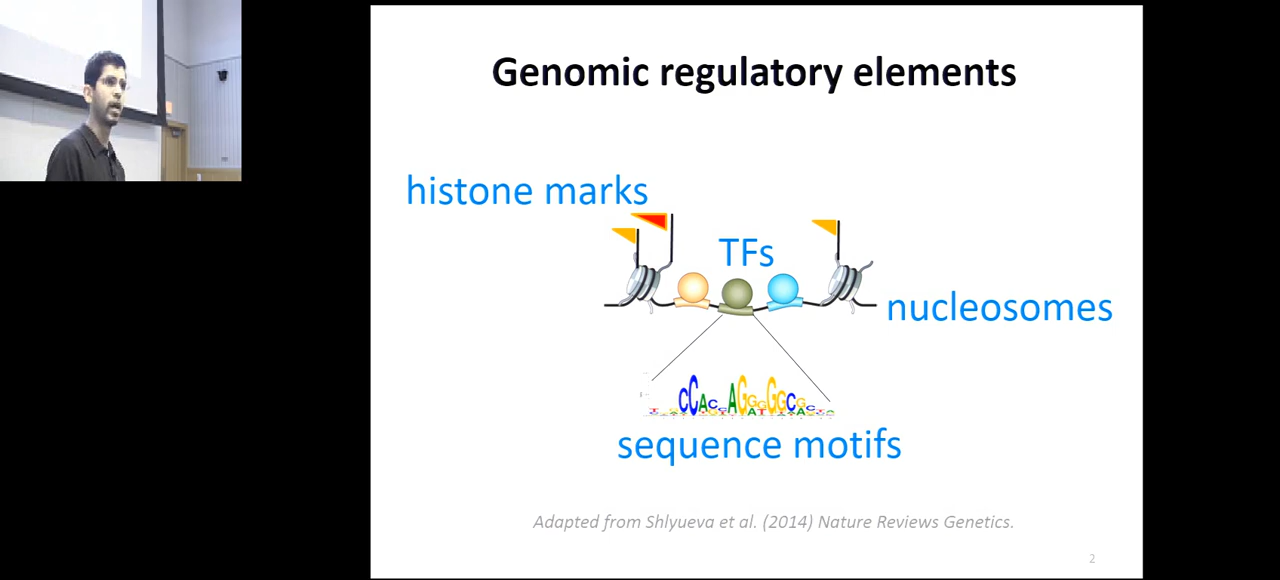 Genomic regulatory elements
histone marks
TFs
nucleosomes
sequence motifs
Adapted from Shlyueva et al. (2014) Nature Reviews Genetics.
2